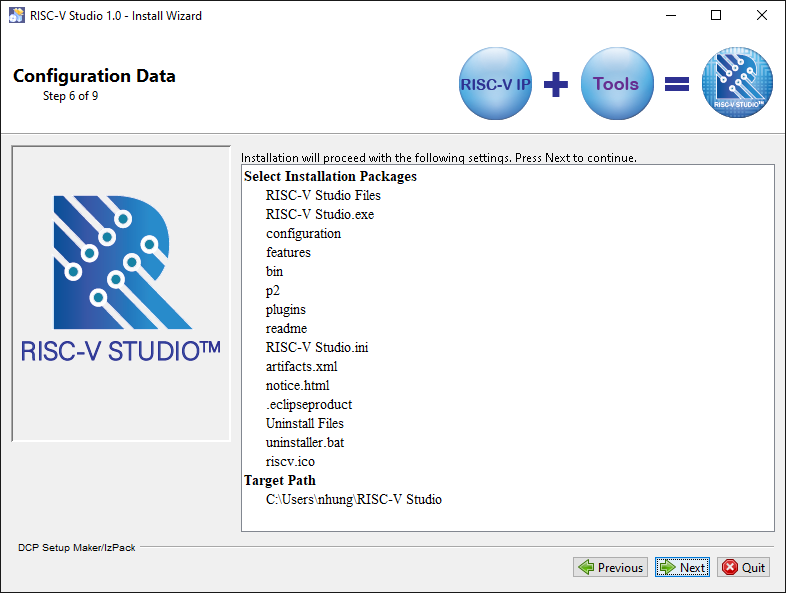 RISC-V Studio 1.0 - Install Wizard
Configuration Data
Step 6 of 9
RISC-V IP
Tools
RISC-V STUDIO™
RISC-V STUDIO™
Installation will proceed with the following settings. Press Next to continue.
Select Installation Packages
RISC-V Studio Files
RISC-V Studio.exe
configuration
features
bin
p2
plugins
readme
RISC-V Studio.ini
artifacts.xml
notice.html
.eclipseproduct
Uninstall Files
uninstaller.bat
riscv.ico
Target Path
C:\Users\nhung\RISC-V Studio
DCP Setup Maker/IzPack
Previous
Next
Quit